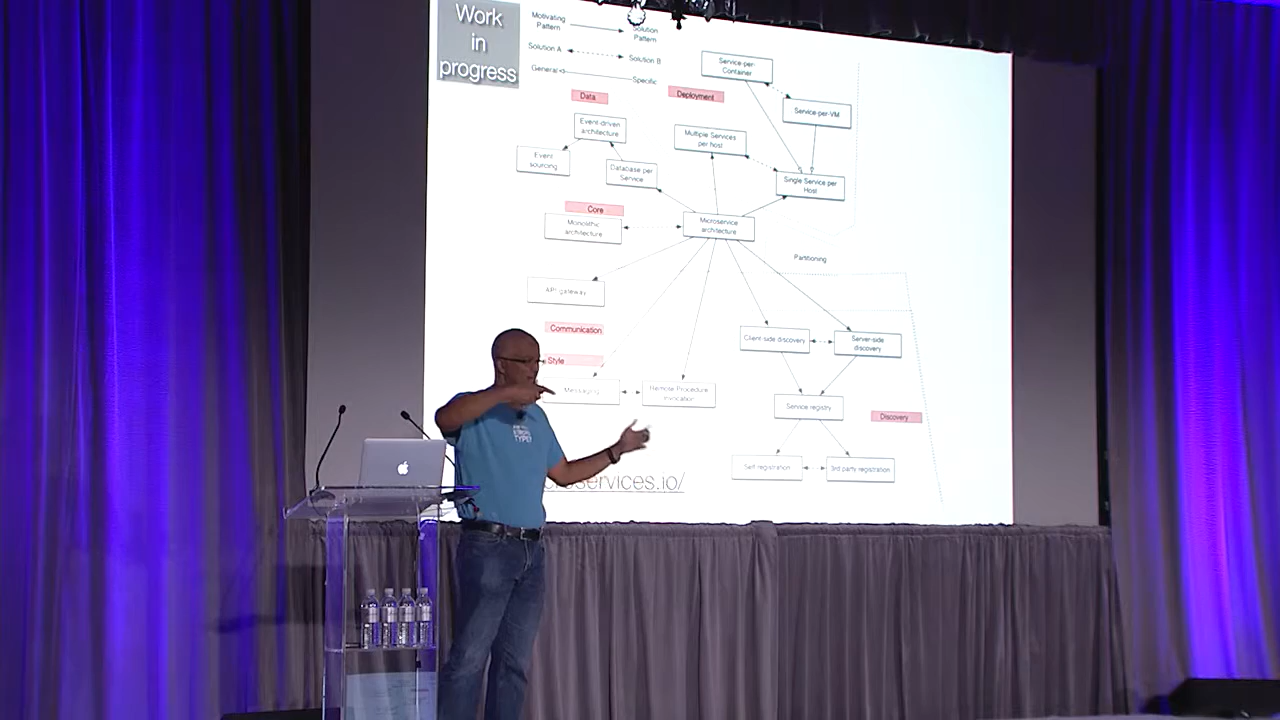 Work
in
progress
Motivating
Pattern
Solution
Pattern
Solution A
Solution B
General
Specific
Data
Deployment
Service-per
Container
Service-per-VM
Event-driven
architecture
Multiple Services
per host
Event
sourcing
Database per
Service
Single Service per
Host
Core
Monolithic
architecture
Microservice
architecture
Partitioning
API gateway
Communication
Style
Client-side discovery
Server-side
discovery
Messaging
Remote Procedure
Invocation
Service registry
Discovery
Self registration
3rd party registration
roservices.io/
TYPE